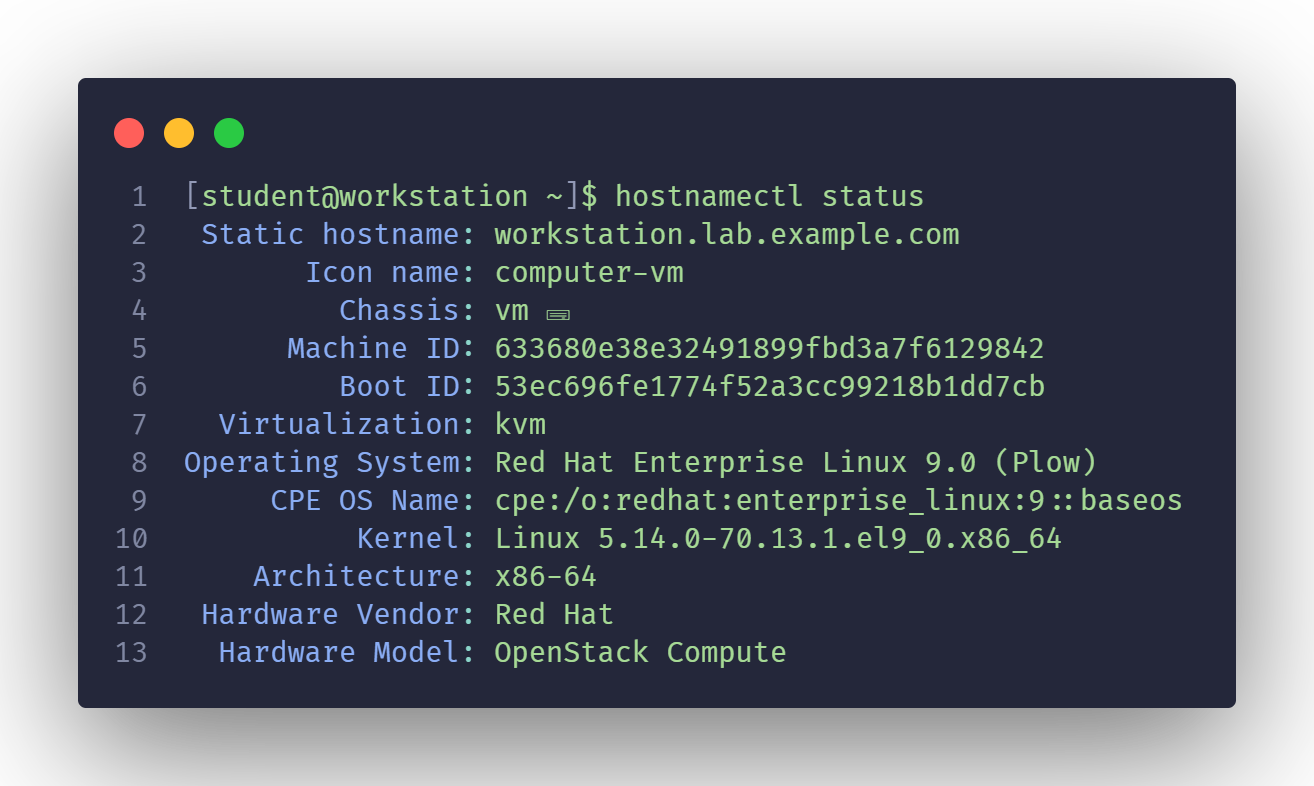 1 [student@workstation ~]$ hostnamectl status
2 Static hostname: workstation.lab.example.com
3 Icon name: computer-vm
4 Chassis: vm 🖴
5 Machine ID: 633680e38e32491899fbd3a7f6129842
6 Boot ID: 53ec696fe1774f52a3cc99218b1dd7cb
7 Virtualization: kvm
8 Operating System: Red Hat Enterprise Linux 9.0 (Plow)
9 CPE OS Name: cpe:/o:redhat:enterprise_linux:9::baseos
10 Kernel: Linux 5.14.0-70.13.1.el9_0.x86_64
11 Architecture: x86-64
12 Hardware Vendor: Red Hat
13 Hardware Model: OpenStack Compute